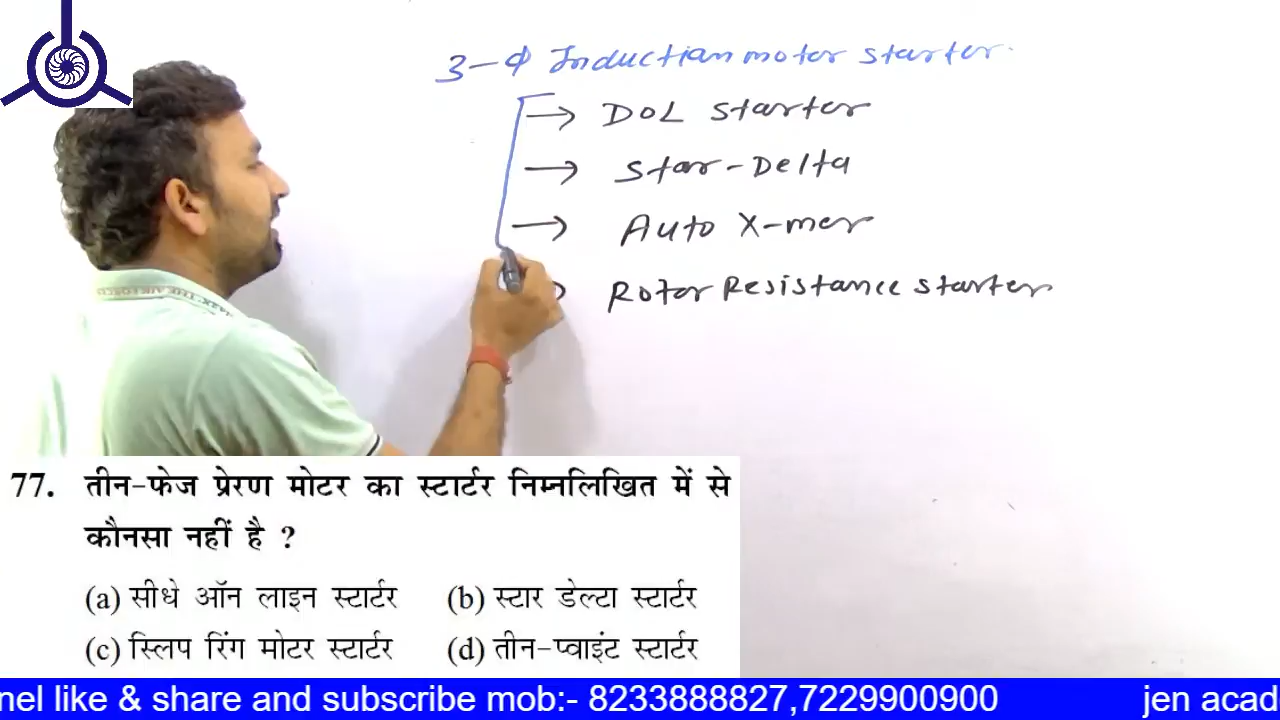 3-φ Inductian motor starter.
→ DOL starter
→ Star-Delta
→ Auto X-mer
Rotor Resistance starter
77. तीन-फेज प्रेरण मोटर का स्टार्टर निम्नलिखित में से
कौनसा नहीं है ?
(a) सीधे ऑन लाइन स्टार्टर (b) स्टार डेल्टा स्टार्टर
(c) स्लिप रिंग मोटर स्टार्टर (d) तीन-प्वाइंट स्टार्टर
nel like & share and subscribe mob:- 8233888827,7229900900 jen acad